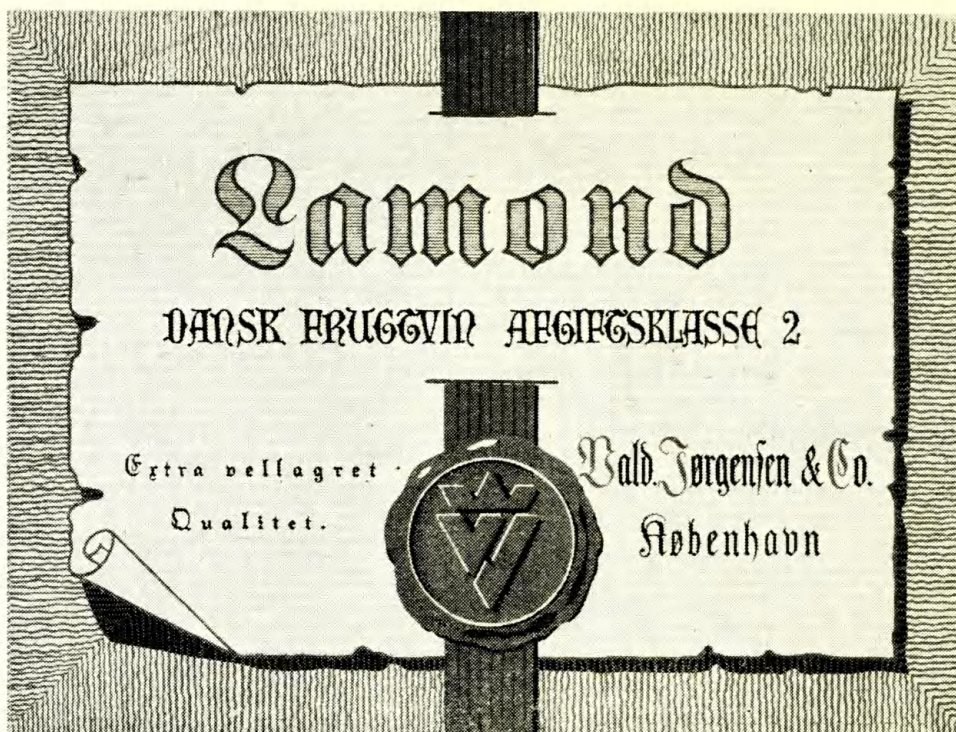 Lamond
DANSK FRUGTVIN AFGIFTSKLASSE 2
Extra vellagret
Qualitet.
Vald. Jørgensen & Co.
København